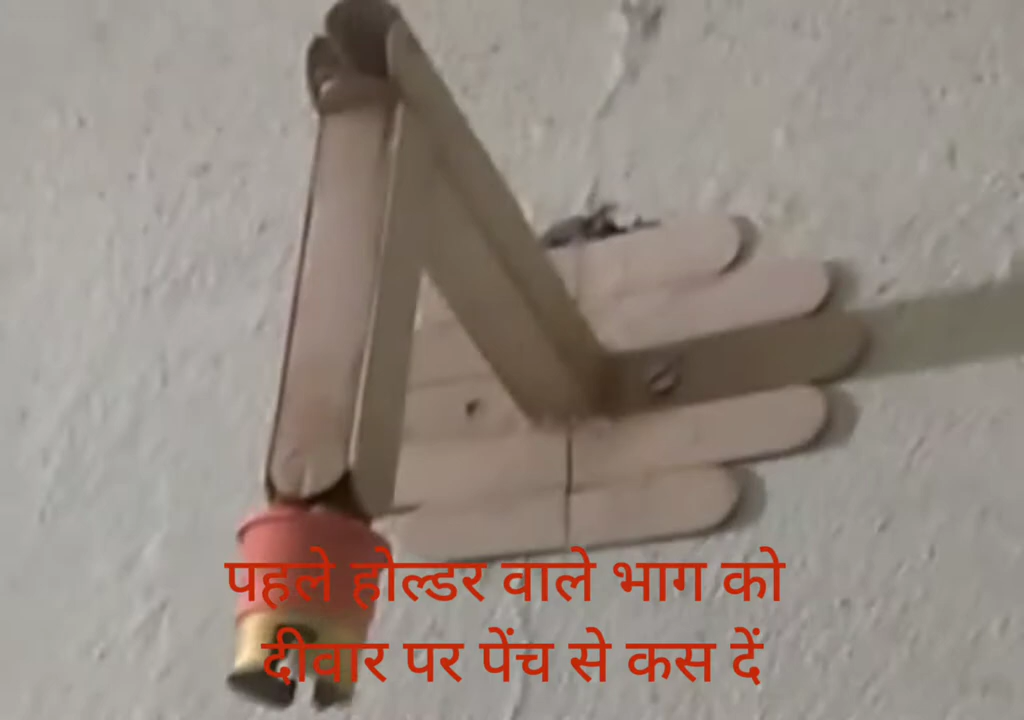 पहले होल्डर वाले भाग को
दीवार पर पेंच से कस दें